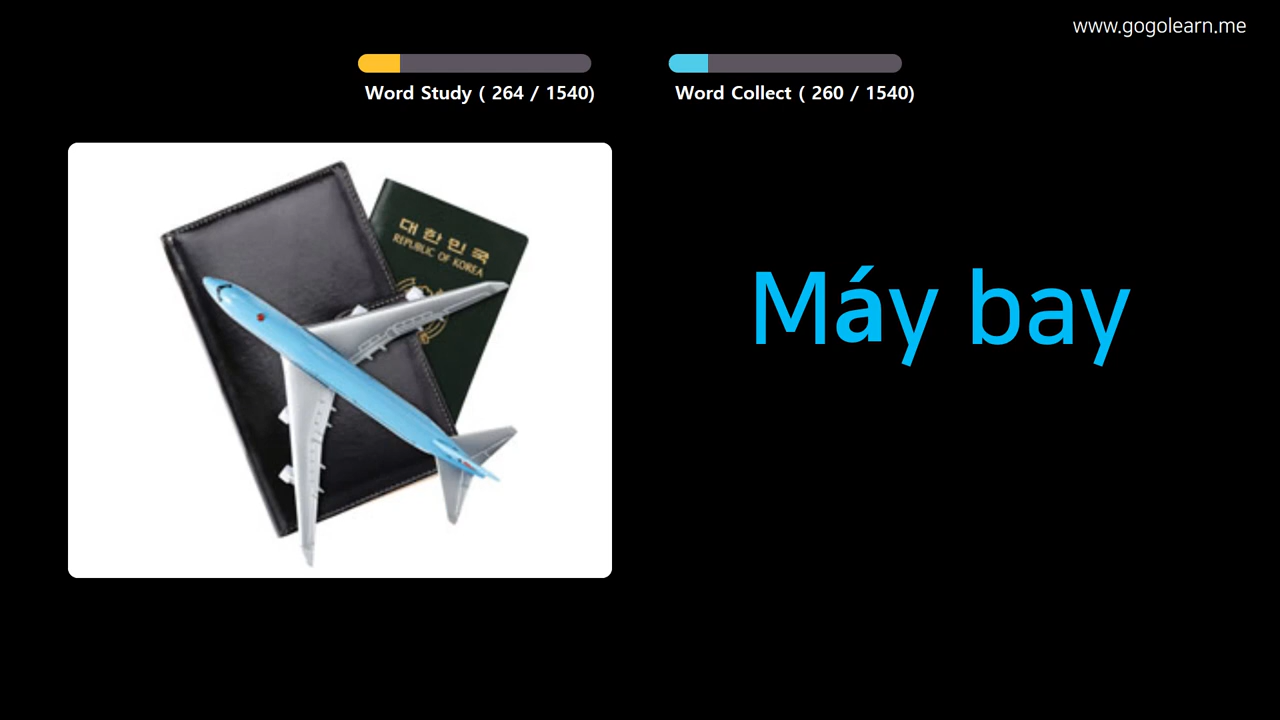 www.gogolearn.me
Word Study ( 264 / 1540)
Word Collect ( 260 / 1540)
대한민국
REPUBLIC OF KOREA
Máy bay